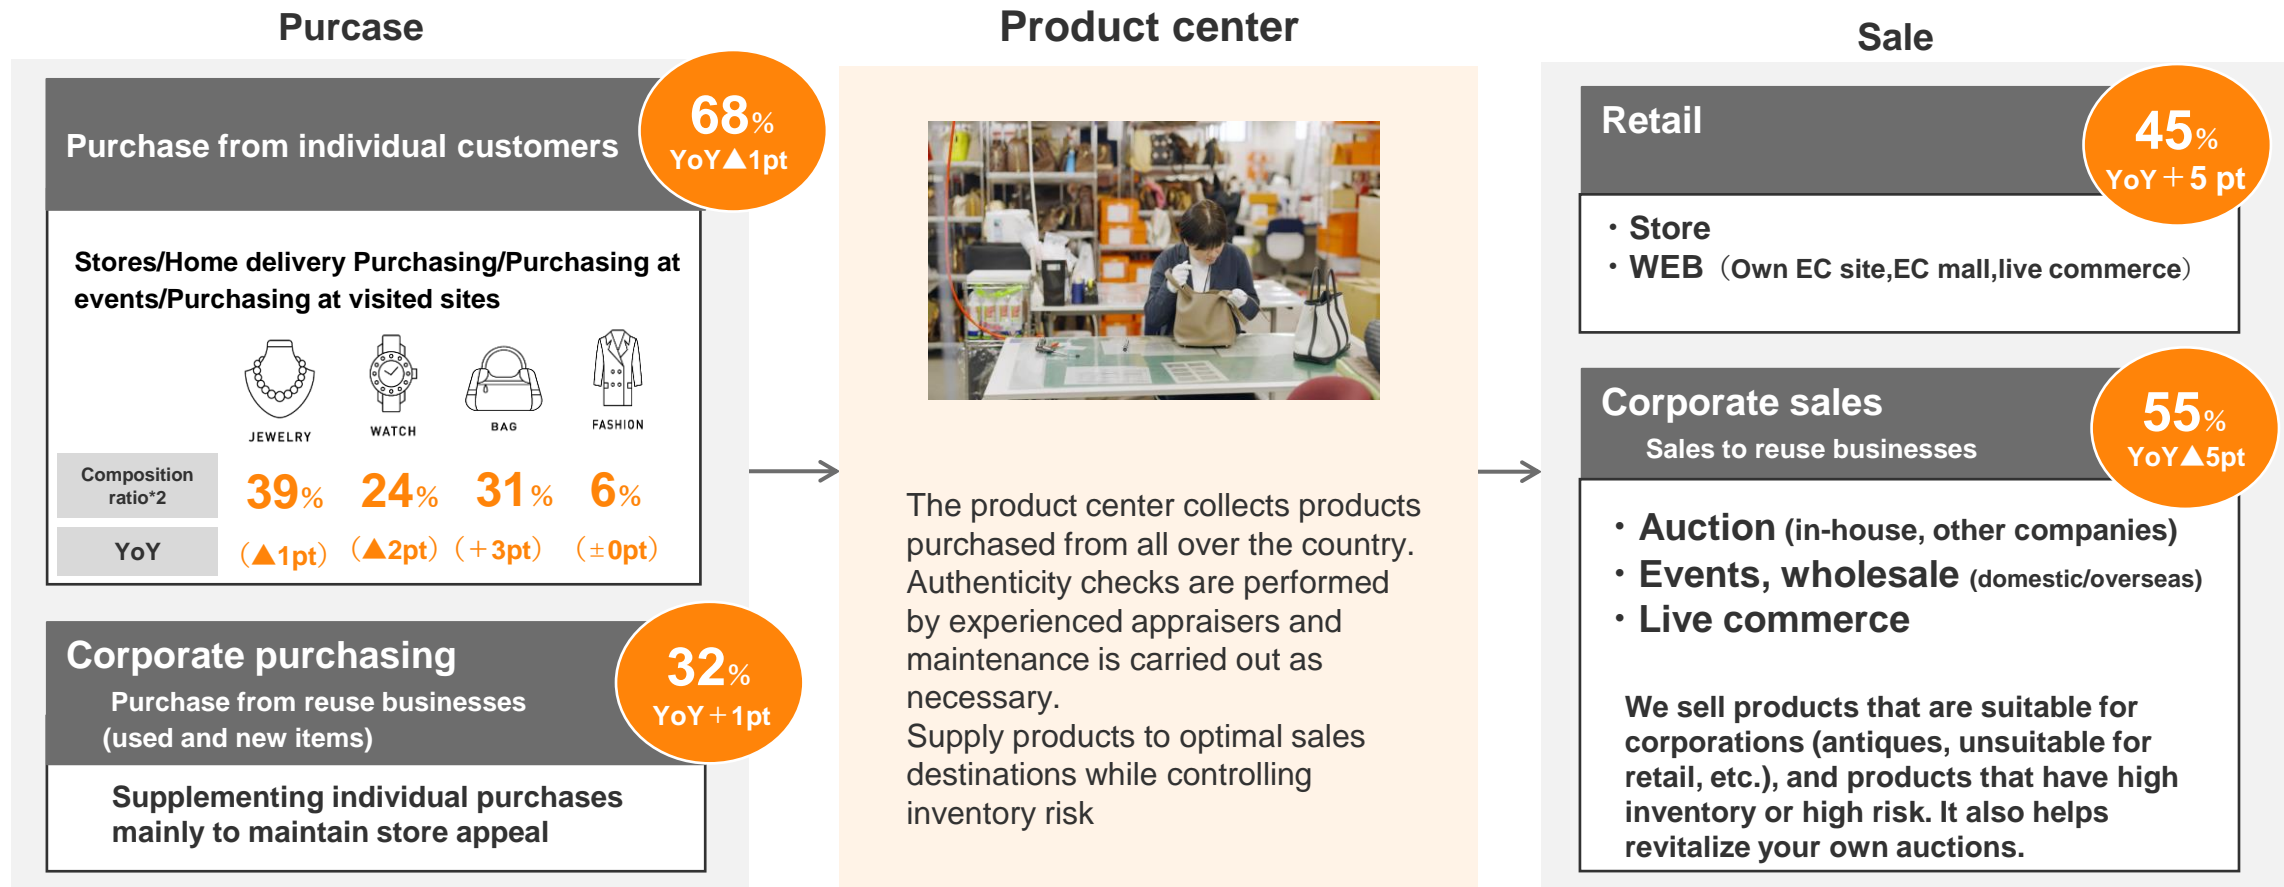 Purcase
Purchase from individual customers
68%
YoY▲1pt
Stores/Home delivery Purchasing/Purchasing at
events/Purchasing at visited sites
JEWELRY
WATCH
BAG
FASHION
Composition
ratio*2
39%
24%
31%
6%
YoY
（▲1pt）
（▲2pt）
（＋3pt）
（±0pt）
Corporate purchasing
Purchase from reuse businesses
(used and new items)
32%
YoY＋1pt
Supplementing individual purchases
mainly to maintain store appeal
Product center
The product center collects products
purchased from all over the country.
Authenticity checks are performed
by experienced appraisers and
maintenance is carried out as
necessary.
Supply products to optimal sales
destinations while controlling
inventory risk
Sale
Retail
45%
YoY＋5 pt
・Store
・WEB（Own EC site,EC mall,live commerce）
Corporate sales
Sales to reuse businesses
55%
YoY▲5pt
・Auction (in-house, other companies)
・Events, wholesale (domestic/overseas)
・Live commerce
We sell products that are suitable for
corporations (antiques, unsuitable for
retail, etc.), and products that have high
inventory or high risk. It also helps
revitalize your own auctions.